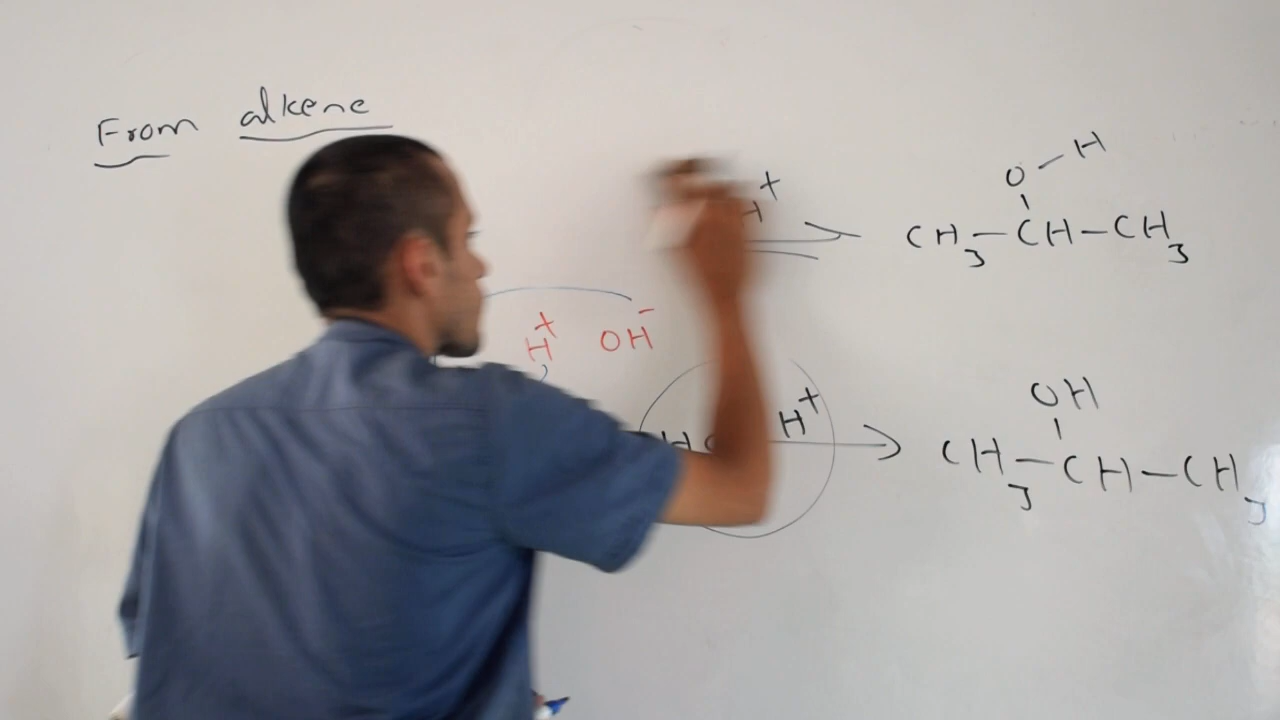 From alkene
H+
O–H
CH3–CH–CH3
H+ OH-
H+
OH
CH3–CH–CH3